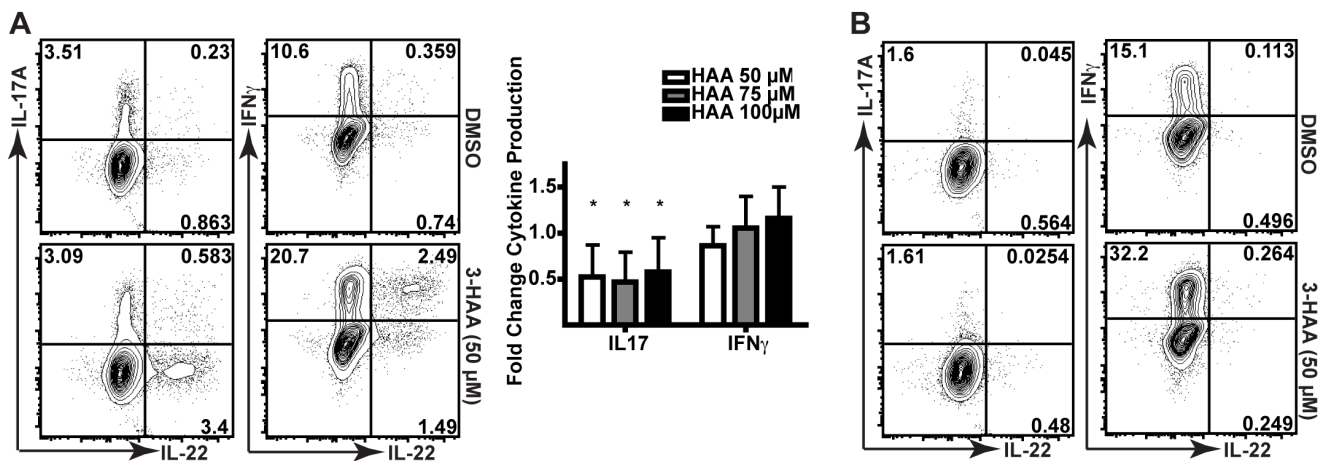 A
3.51
0.23
0.863
IL-17A
10.6
0.359
0.74
IFNγ
DMSO
3.09
0.583
3.4
IL-22
20.7
2.49
1.49
IL-22
3-HAA (50 µM)
Fold Change Cytokine Production
HAA 50 µM
HAA 75 µM
HAA 100µM
1.5
1.0
0.5
* * *
IL17
IFNγ
B
1.6
0.045
0.564
IL-17A
15.1
0.113
0.496
IFNγ
DMSO
1.61
0.0254
0.48
IL-22
32.2
0.264
0.249
IL-22
3-HAA (50 µM)